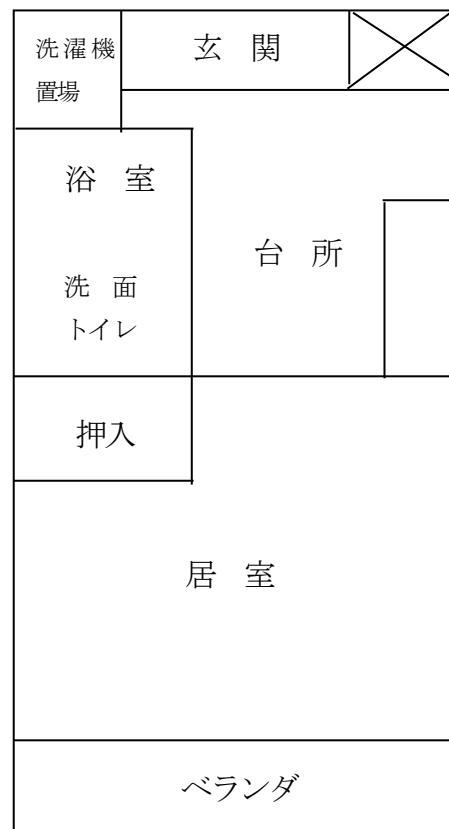 洗濯機
置場
玄 関
浴 室
台 所
洗 面
トイレ
押入
居 室
ベランダ